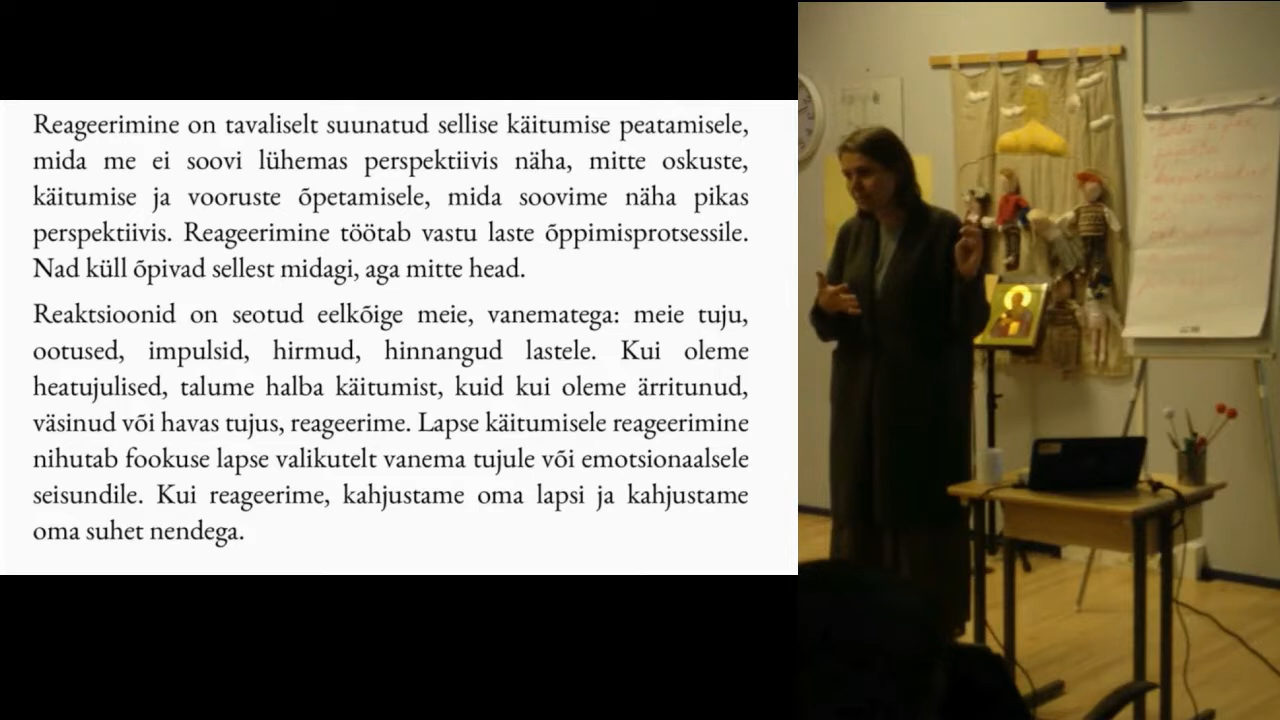 Reageerimine on tavaliselt suunatud sellise käitumise peatamisele,
mida me ei soovi lühemas perspektiivis näha, mitte oskuste,
käitumise ja vooruste õpetamisele, mida soovime näha pikas
perspektiivis. Reageerimine töötab vastu laste õppimisprotsessile.
Nad küll õpivad sellest midagi, aga mitte head.
Reaktsioonid on seotud eelkõige meie, vanematega: meie tuju,
ootused, impulsid, hirmud, hinnangud lastele. Kui oleme
heatujulised, talume halba käitumist, kuid kui oleme ärritunud,
väsinud või havas tujus, reageerime. Lapse käitumisele reageerimine
nihutab fookuse lapse valikutelt vanema tujule või emotsionaalsele
seisundile. Kui reageerime, kahjustame oma lapsi ja kahjustame
oma suhet nendega.